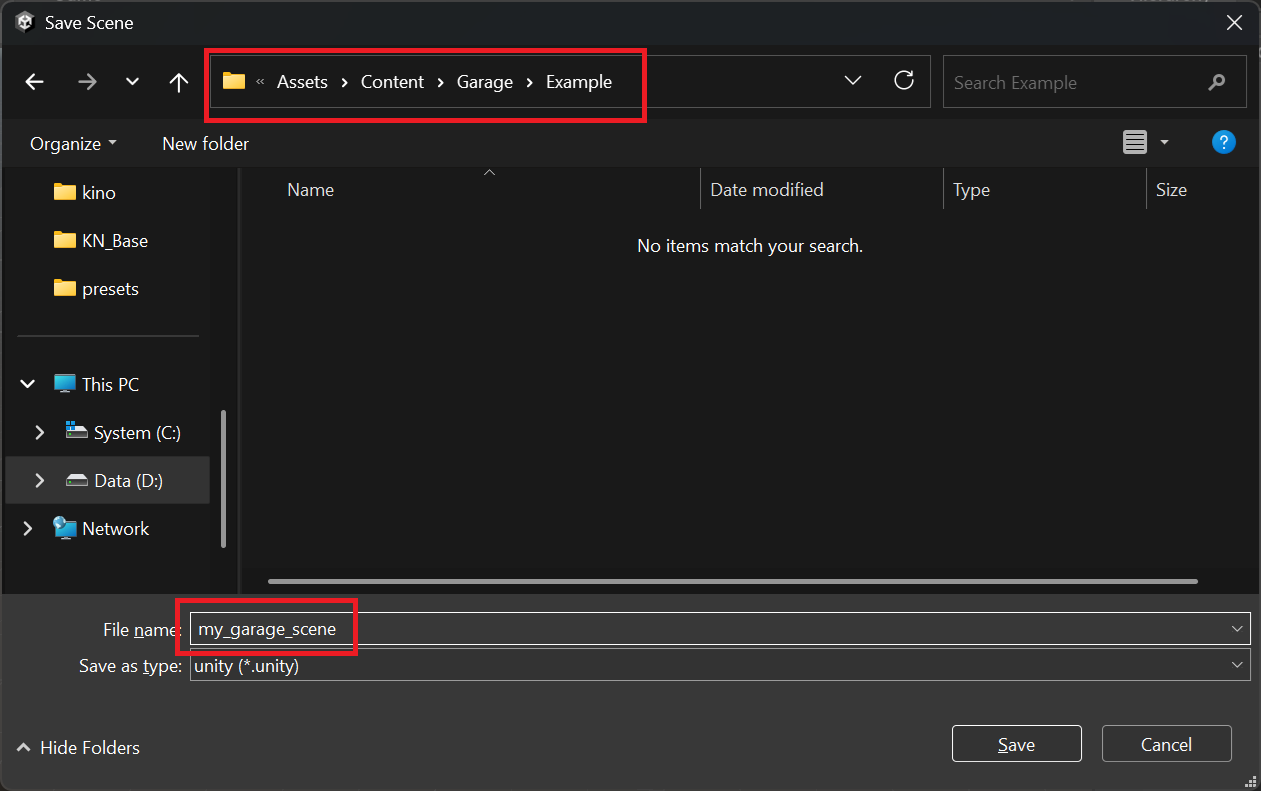 Save Scene
« Assets › Content › Garage › Example
Search Example
Organize
New folder
Name
Date modified
Type
Size
No items match your search.
kino
KN_Base
presets
This PC
System (C:)
Data (D:)
Network
File name: my_garage_scene
Save as type: unity (*.unity)
Hide Folders
Save
Cancel